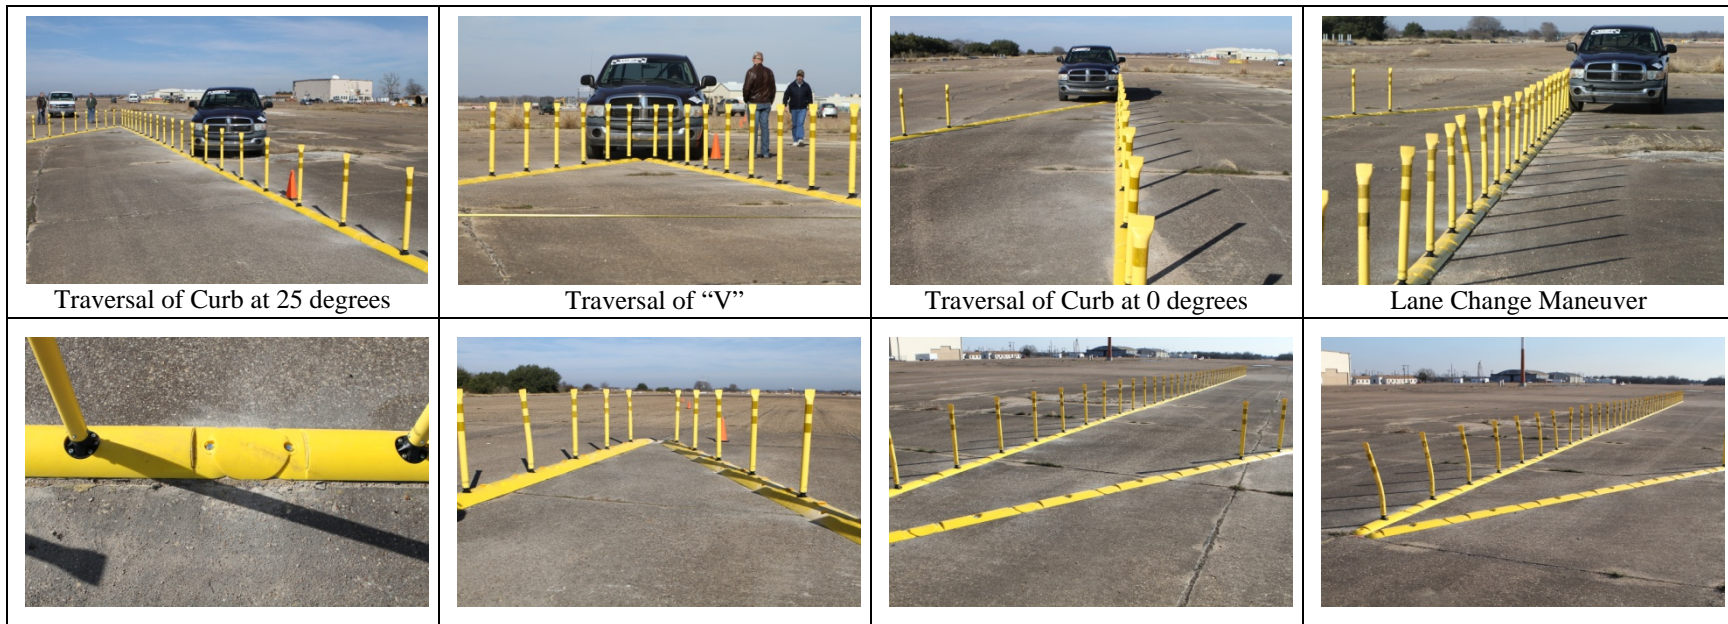 Traversal of Curb at 25 degrees
Traversal of “V”
Traversal of Curb at 0 degrees
Lane Change Maneuver